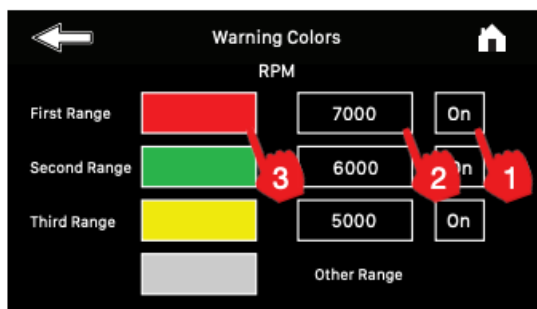 Warning Colors
RPM
First Range 7000 On
3 2 1
Second Range 6000 On
Third Range 5000 On
Other Range